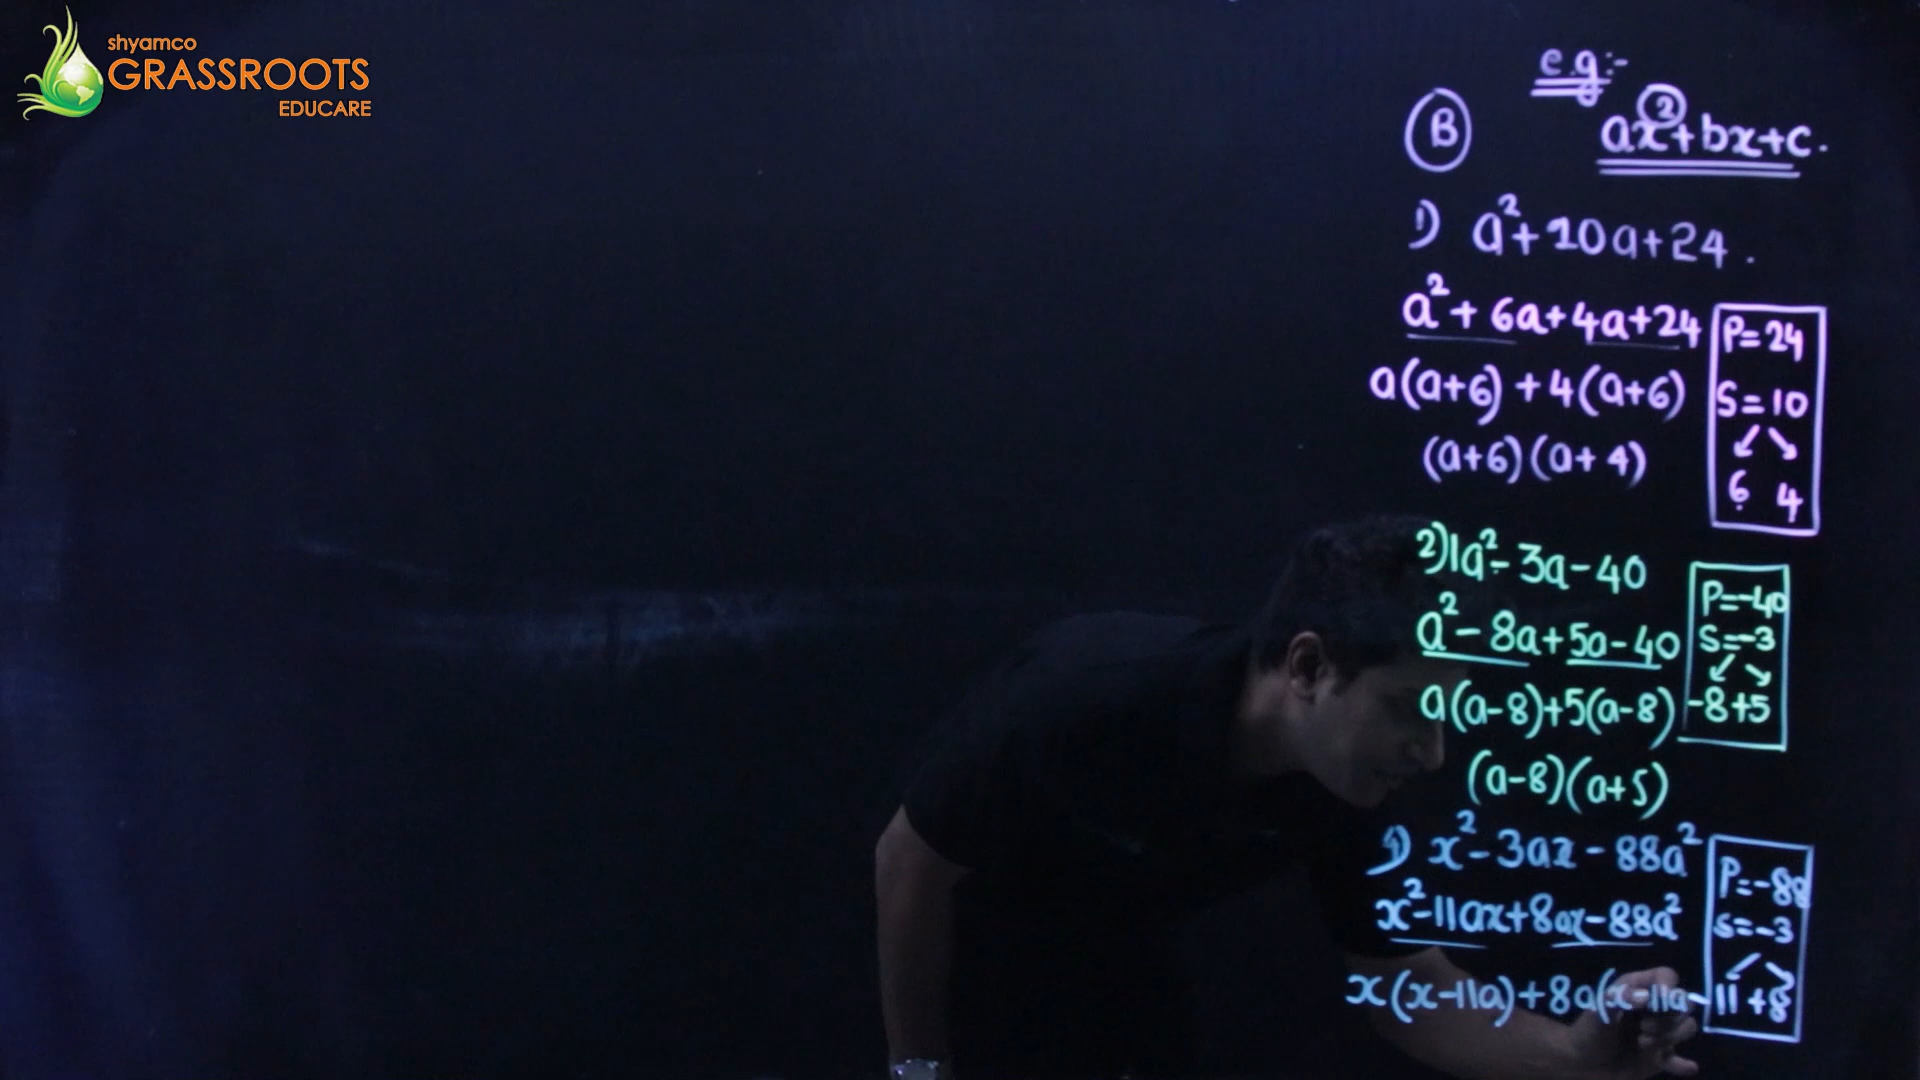 shyamco
GRASSROOTS
EDUCARE
e.g:-
B ax²+bx+c.
1) a²+10a+24.
a²+6a+4a+24
a(a+6)+4(a+6)
(a+6)(a+4)
P=24
S=10
6 4
2) 1a²-3a-40
a²-8a+5a-40
a(a-8)+5(a-8)
(a-8)(a+5)
P=-40
S=-3
-8+5
x²-3ax-88a²
x²-11ax+8ax-88a²
x(x-11a)+8a(x-11a
P=-88
S=-3
-11+8